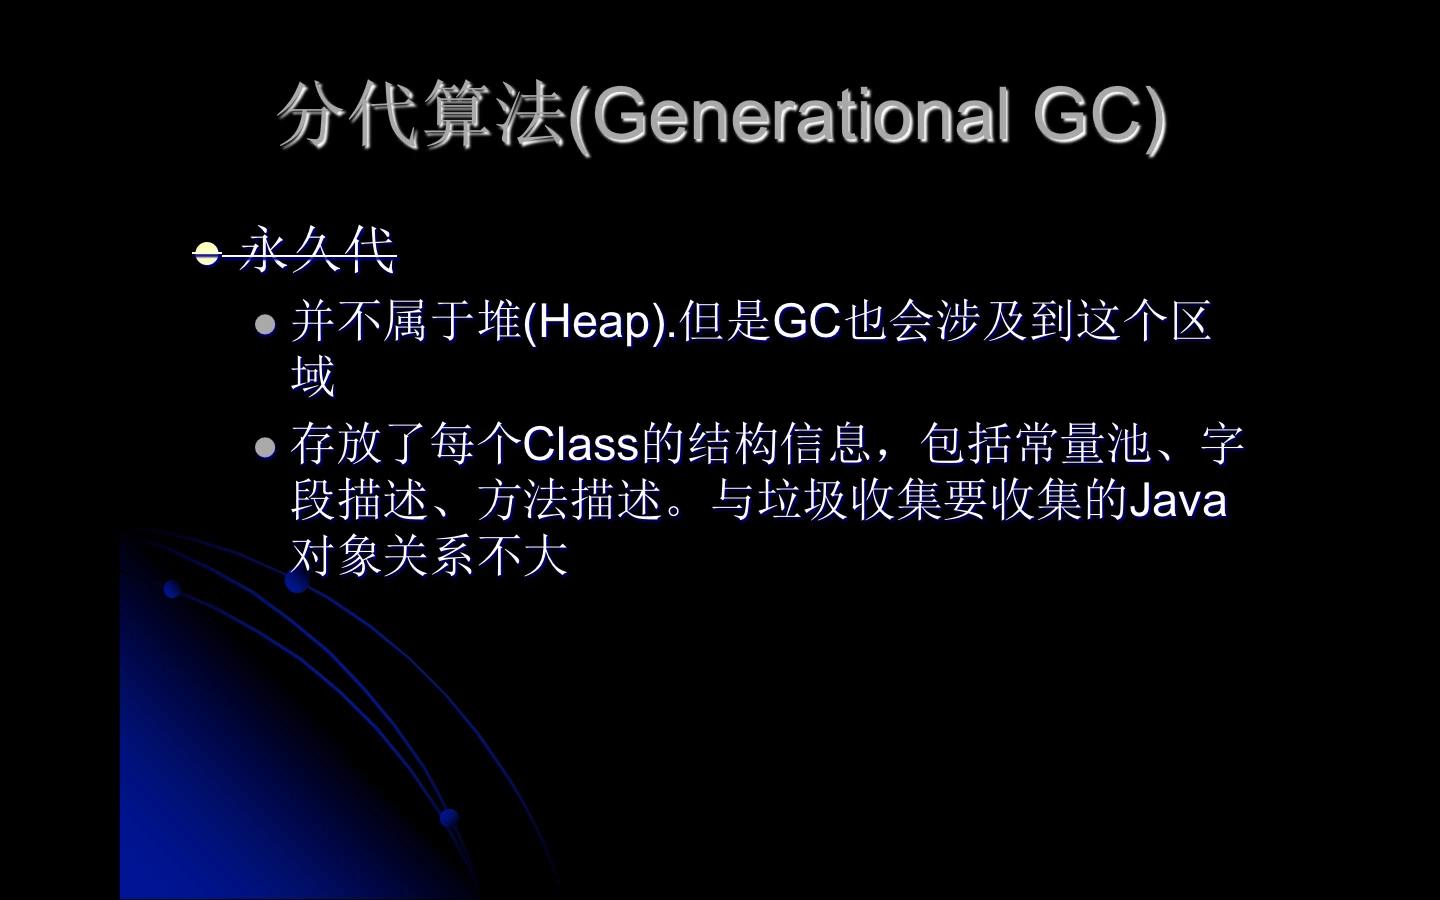 分代算法(Generational GC)
永久代
并不属于堆(Heap).但是GC也会涉及到这个区
域
存放了每个Class的结构信息，包括常量池、字
段描述、方法描述。与垃圾收集要收集的Java
对象关系不大